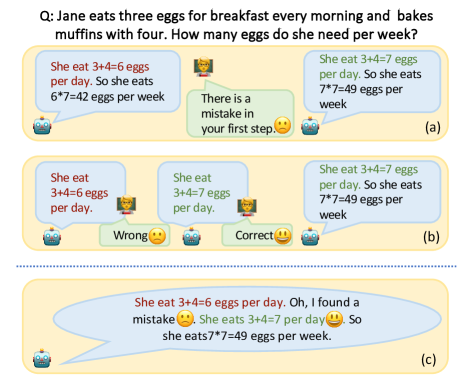 Q: Jane eats three eggs for breakfast every morning and bakes
muffins with four. How many eggs do she need per week?
She eat 3+4=6 eggs
per day. So she eats
6*7=42 eggs per week
There is a
mistake in
your first step.
She eat 3+4=7 eggs
per day. So she eats
7*7=49 eggs per
week
(a)
She eat
3+4=6 eggs
per day.
Wrong
She eat
3+4=7 eggs
per day.
Correct
She eat 3+4=7 eggs
per day. So she eats
7*7=49 eggs per
week
(b)
She eat 3+4=6 eggs per day. Oh, I found a
mistake. She eats 3+4=7 per day. So
she eats7*7=49 eggs per week.
(c)